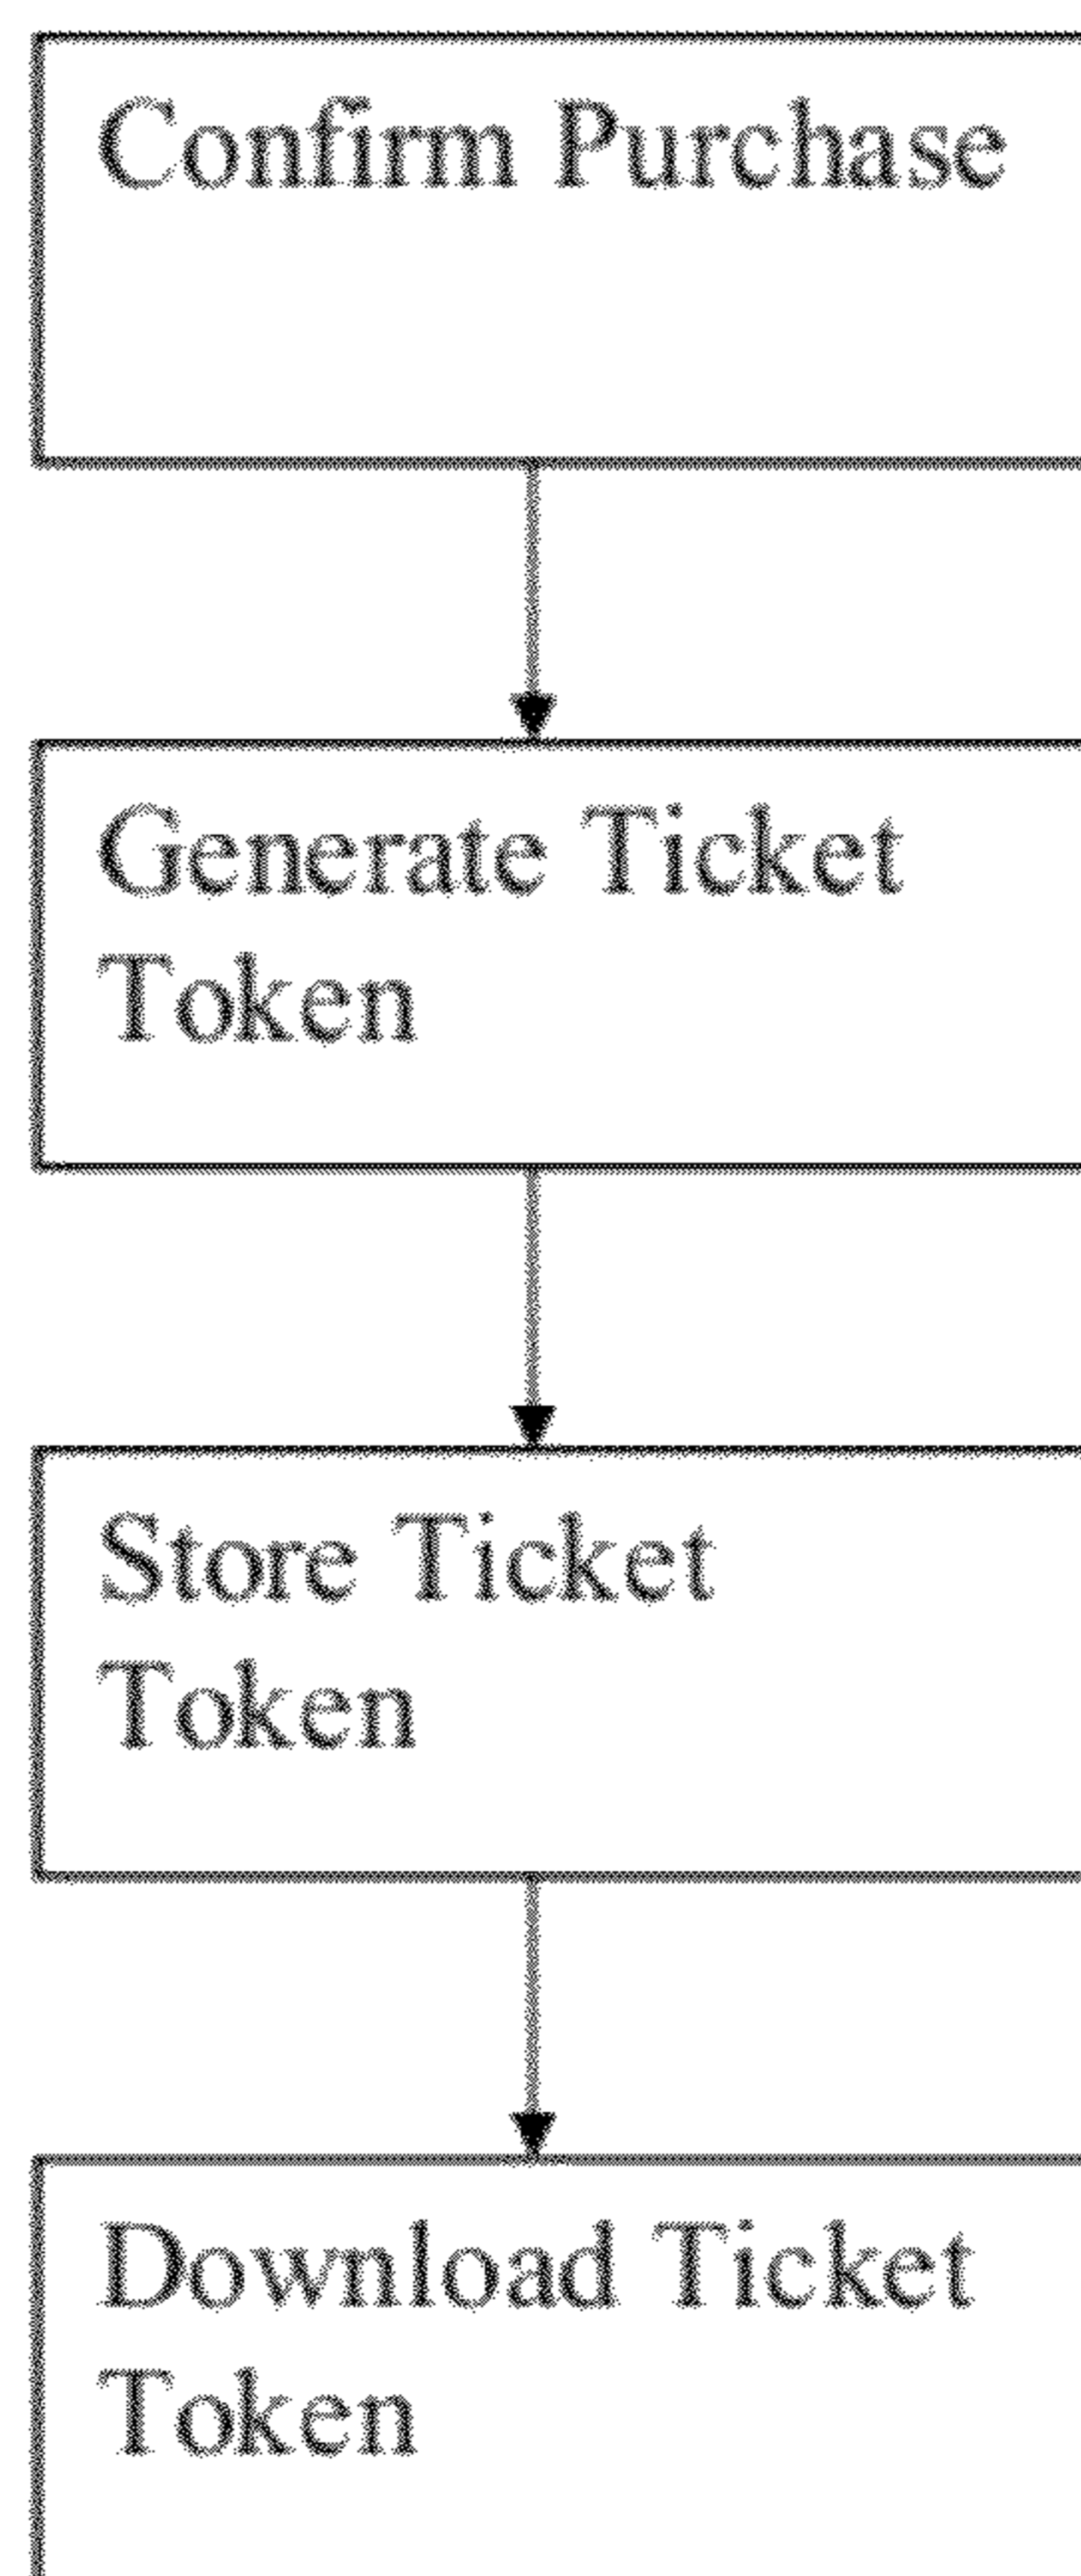 Confirm Purchase
Generate Ticket
Token
Store Ticket
Token
Download Ticket
Token